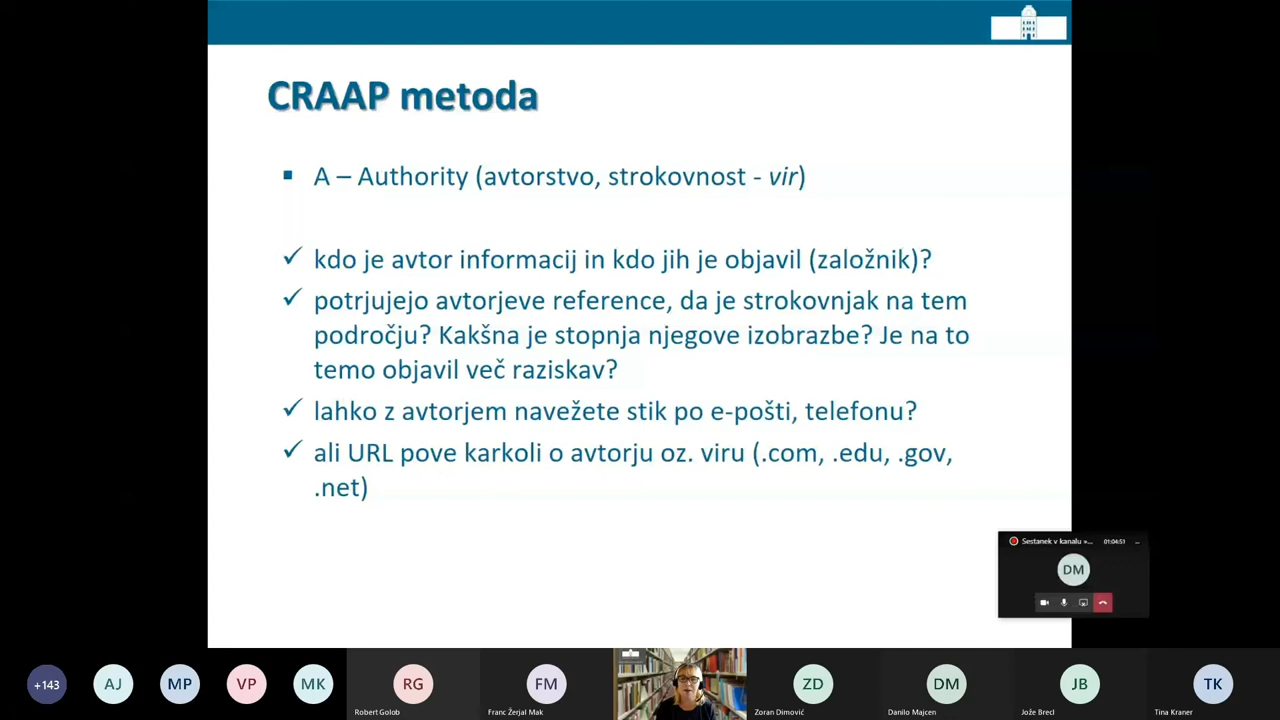 CRAAP metoda
A – Authority (avtorstvo, strokovnost - vir)
kdo je avtor informacij in kdo jih je objavil (založnik)?
potrjujejo avtorjeve reference, da je strokovnjak na tem
področju? Kakšna je stopnja njegove izobrazbe? Je na to
temo objavil več raziskav?
lahko z avtorjem navežete stik po e-pošti, telefonu?
ali URL pove karkoli o avtorju oz. viru (.com, .edu, .gov,
.net)
Sestanek v kanalu »... 01:04:51
DM
+143 AJ MP VP MK RG FM ZD DM JB TK
Robert Golob Franc Žerjal Mak Zoran Dimović Danilo Majcen Jože Brecl Tina Kraner